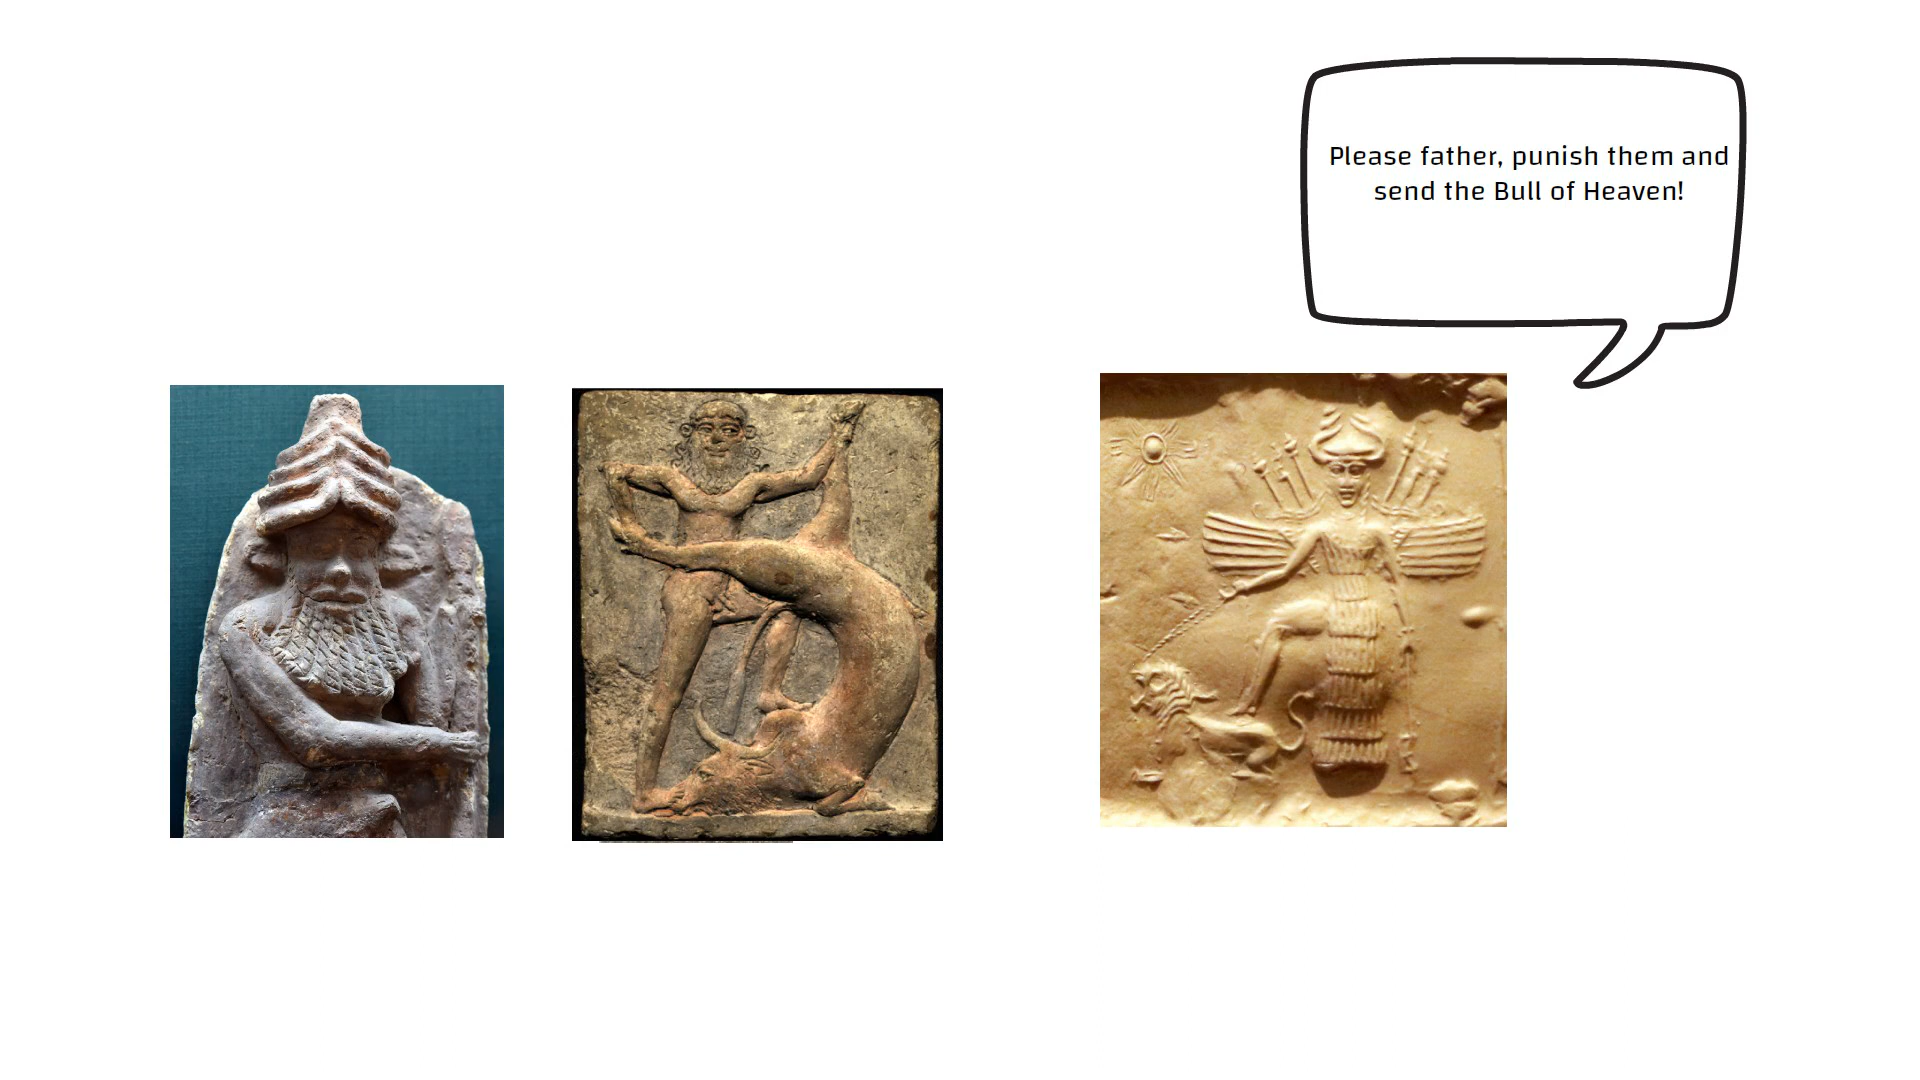 Please father, punish them and
send the Bull of Heaven!